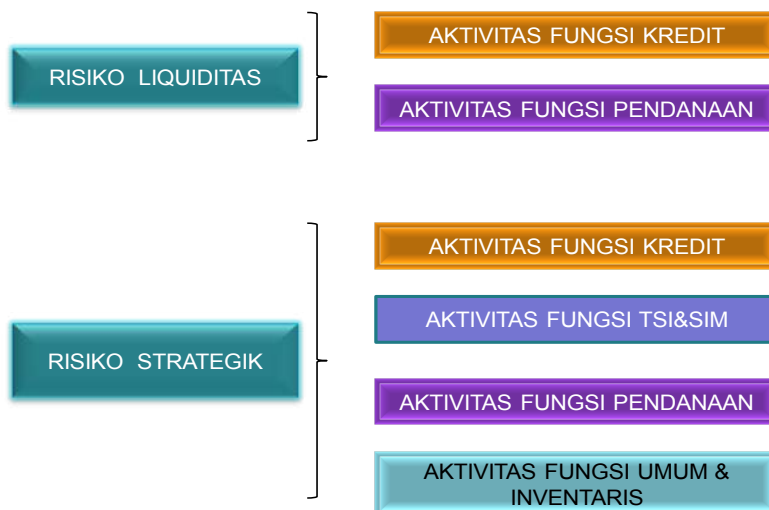 RISIKO LIQUIDITAS
AKTIVITAS FUNGSI KREDIT
AKTIVITAS FUNGSI PENDANAAN
RISIKO STRATEGIK
AKTIVITAS FUNGSI KREDIT
AKTIVITAS FUNGSI TSI&SIM
AKTIVITAS FUNGSI PENDANAAN
AKTIVITAS FUNGSI UMUM &
INVENTARIS